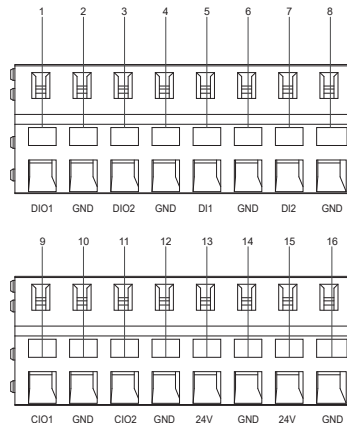 1 2 3 4 5 6 7 8
DIO1 GND DIO2 GND DI1 GND DI2 GND
9 10 11 12 13 14 15 16
CIO1 GND CIO2 GND 24V GND 24V GND